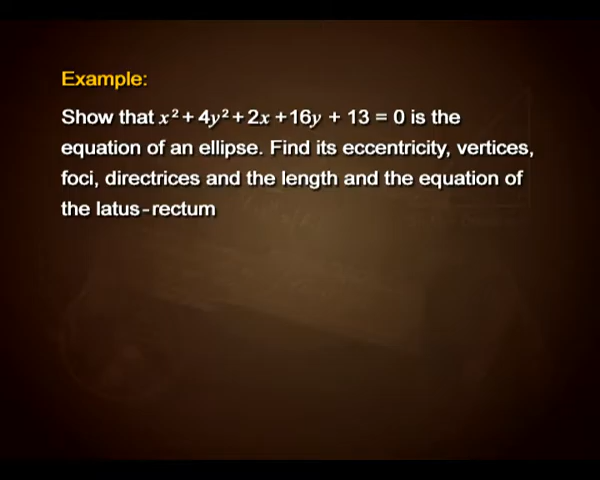 Example:
Show that x² + 4y² + 2x + 16y + 13 = 0 is the
equation of an ellipse. Find its eccentricity, vertices,
foci, directrices and the length and the equation of
the latus-rectum